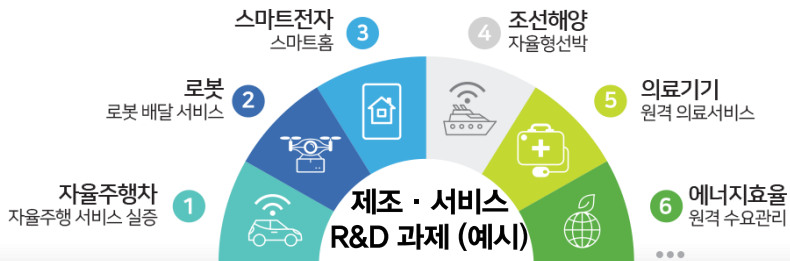 스마트전자
스마트홈
3
4
조선해양
자율형선박
로봇
로봇 배달 서비스
2
5
의료기기
원격 의료서비스
자율주행차
자율주행 서비스 실증
1
제조 · 서비스
R&D 과제 (예시)
6
에너지효율
원격 수요관리